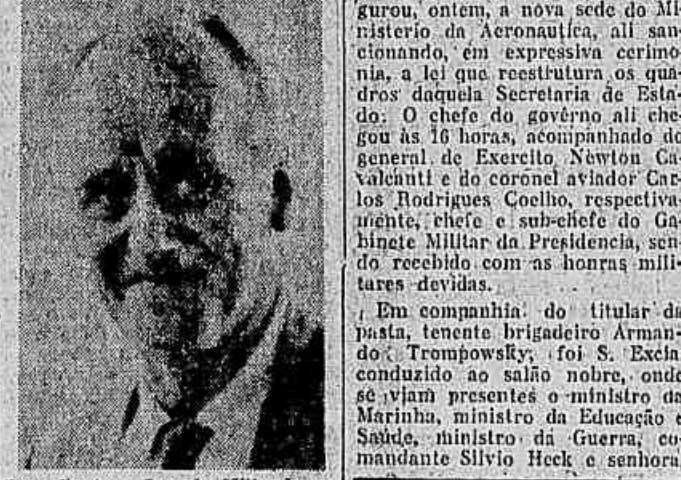 gurou, ontem, a nova sede do Mi-
nisterio da Aeronautica, ali san-
cionando, em expressiva cerimo-
nia, a lei que reestrutura os qua-
dros daquela Secretaria de Esta-
do. O chefe do govêrno ali che-
gou às 16 horas, acompanhado do
general de Exercito Newton Ca-
valcanti e do coronel aviador Car-
los Rodrigues Coelho, respectiva-
mente, chefe e sub-chefe do Ga-
binete Militar da Presidencia, sen-
do recebido com as honras mili-
tares devidas.
Em companhia do titular da
pasta, tenente brigadeiro Arman-
do Trompowsky, foi S. Excia.
conduzido ao salão nobre, onde
se viam presentes o ministro da
Marinha, ministro da Educação e
Saúde, ministro da Guerra, co-
mandante Silvio Heck e senhora,